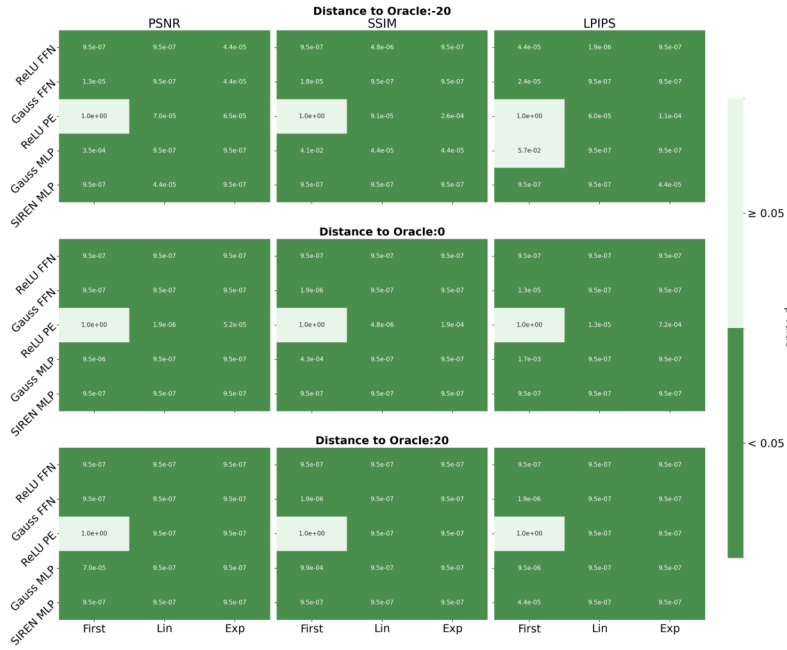 Distance to Oracle:-20
PSNR SSIM LPIPS
ReLU FFN 9.5e-07 9.5e-07 4.4e-05 9.5e-07 4.8e-06 9.5e-07 4.4e-05 1.9e-06 9.5e-07
Gauss FFN 1.3e-05 9.5e-07 4.4e-05 1.8e-05 9.5e-07 9.5e-07 2.4e-05 9.5e-07 9.5e-07
ReLU PE 1.0e+00 7.0e-05 6.5e-05 1.0e+00 9.1e-05 2.6e-04 1.0e+00 6.0e-05 1.1e-04
Gauss MLP 3.5e-04 9.5e-07 9.5e-07 4.1e-02 4.4e-05 4.4e-05 5.7e-02 9.5e-07 9.5e-07
SIREN MLP 9.5e-07 4.4e-05 9.5e-07 9.5e-07 9.5e-07 9.5e-07 9.5e-07 9.5e-07 4.4e-05
Distance to Oracle:0
ReLU FFN 9.5e-07 9.5e-07 9.5e-07 9.5e-07 9.5e-07 9.5e-07 9.5e-07 9.5e-07 9.5e-07
Gauss FFN 9.5e-07 9.5e-07 9.5e-07 1.9e-06 9.5e-07 9.5e-07 1.3e-05 9.5e-07 9.5e-07
ReLU PE 1.0e+00 1.9e-06 5.2e-05 1.0e+00 4.8e-06 1.9e-04 1.0e+00 1.3e-05 7.2e-04
Gauss MLP 9.5e-06 9.5e-07 9.5e-07 4.3e-04 9.5e-07 9.5e-07 1.7e-03 9.5e-07 9.5e-07
SIREN MLP 9.5e-07 9.5e-07 9.5e-07 9.5e-07 9.5e-07 9.5e-07 9.5e-07 9.5e-07 9.5e-07
Distance to Oracle:20
ReLU FFN 9.5e-07 9.5e-07 9.5e-07 9.5e-07 9.5e-07 9.5e-07 9.5e-07 9.5e-07 9.5e-07
Gauss FFN 9.5e-07 9.5e-07 9.5e-07 1.9e-06 9.5e-07 9.5e-07 1.9e-06 9.5e-07 9.5e-07
ReLU PE 1.0e+00 9.5e-07 9.5e-07 1.0e+00 9.5e-07 9.5e-07 1.0e+00 9.5e-07 9.5e-07
Gauss MLP 7.0e-05 9.5e-07 9.5e-07 9.9e-04 9.5e-07 9.5e-07 9.5e-06 9.5e-07 9.5e-07
SIREN MLP 9.5e-07 9.5e-07 9.5e-07 9.5e-07 9.5e-07 9.5e-07 4.4e-05 9.5e-07 9.5e-07
First Lin Exp First Lin Exp First Lin Exp
≥ 0.05
< 0.05